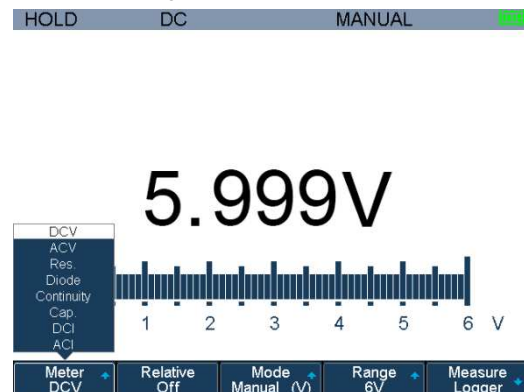 HOLD DC MANUAL
5.999V
DCV
ACV
Res.
Diode
Continuity
Cap.
DCI
ACI
1 2 3 4 5 6 V
Meter Relative Mode Range Measure
DCV Off Manual (V) 6V Logger